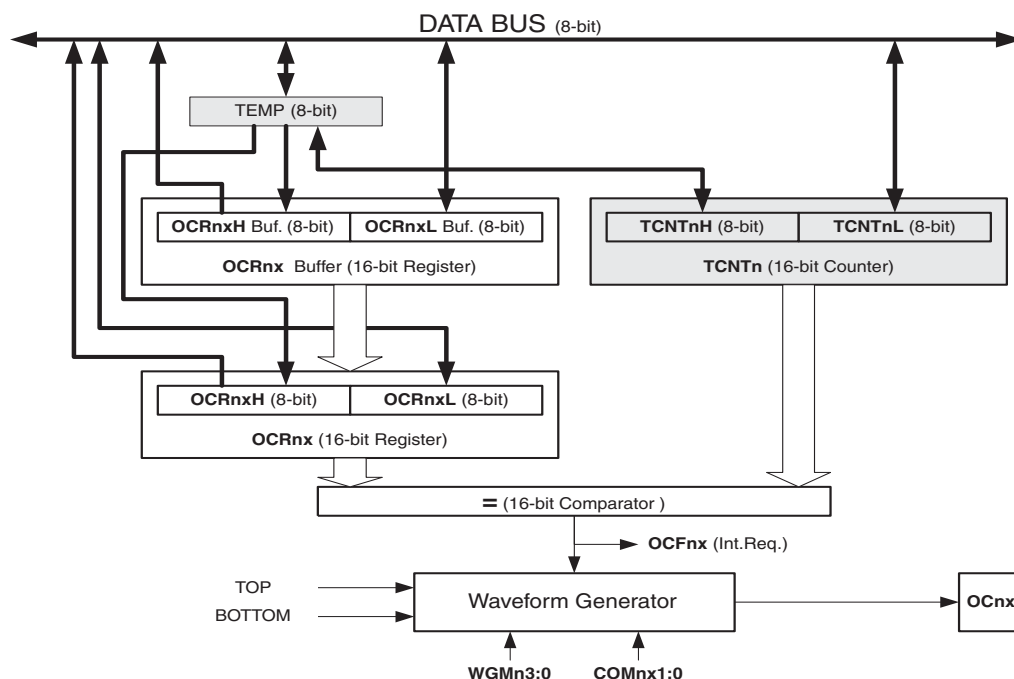 DATA BUS (8-bit)
TEMP (8-bit)
OCRnxH Buf. (8-bit) OCRnxL Buf. (8-bit)
OCRnx Buffer (16-bit Register)
TCNTnH (8-bit) TCNTnL (8-bit)
TCNTn (16-bit Counter)
OCRnxH (8-bit) OCRnxL (8-bit)
OCRnx (16-bit Register)
= (16-bit Comparator )
OCFnx (Int.Req.)
TOP
BOTTOM
Waveform Generator
OCnx
WGMn3:0 COMnx1:0